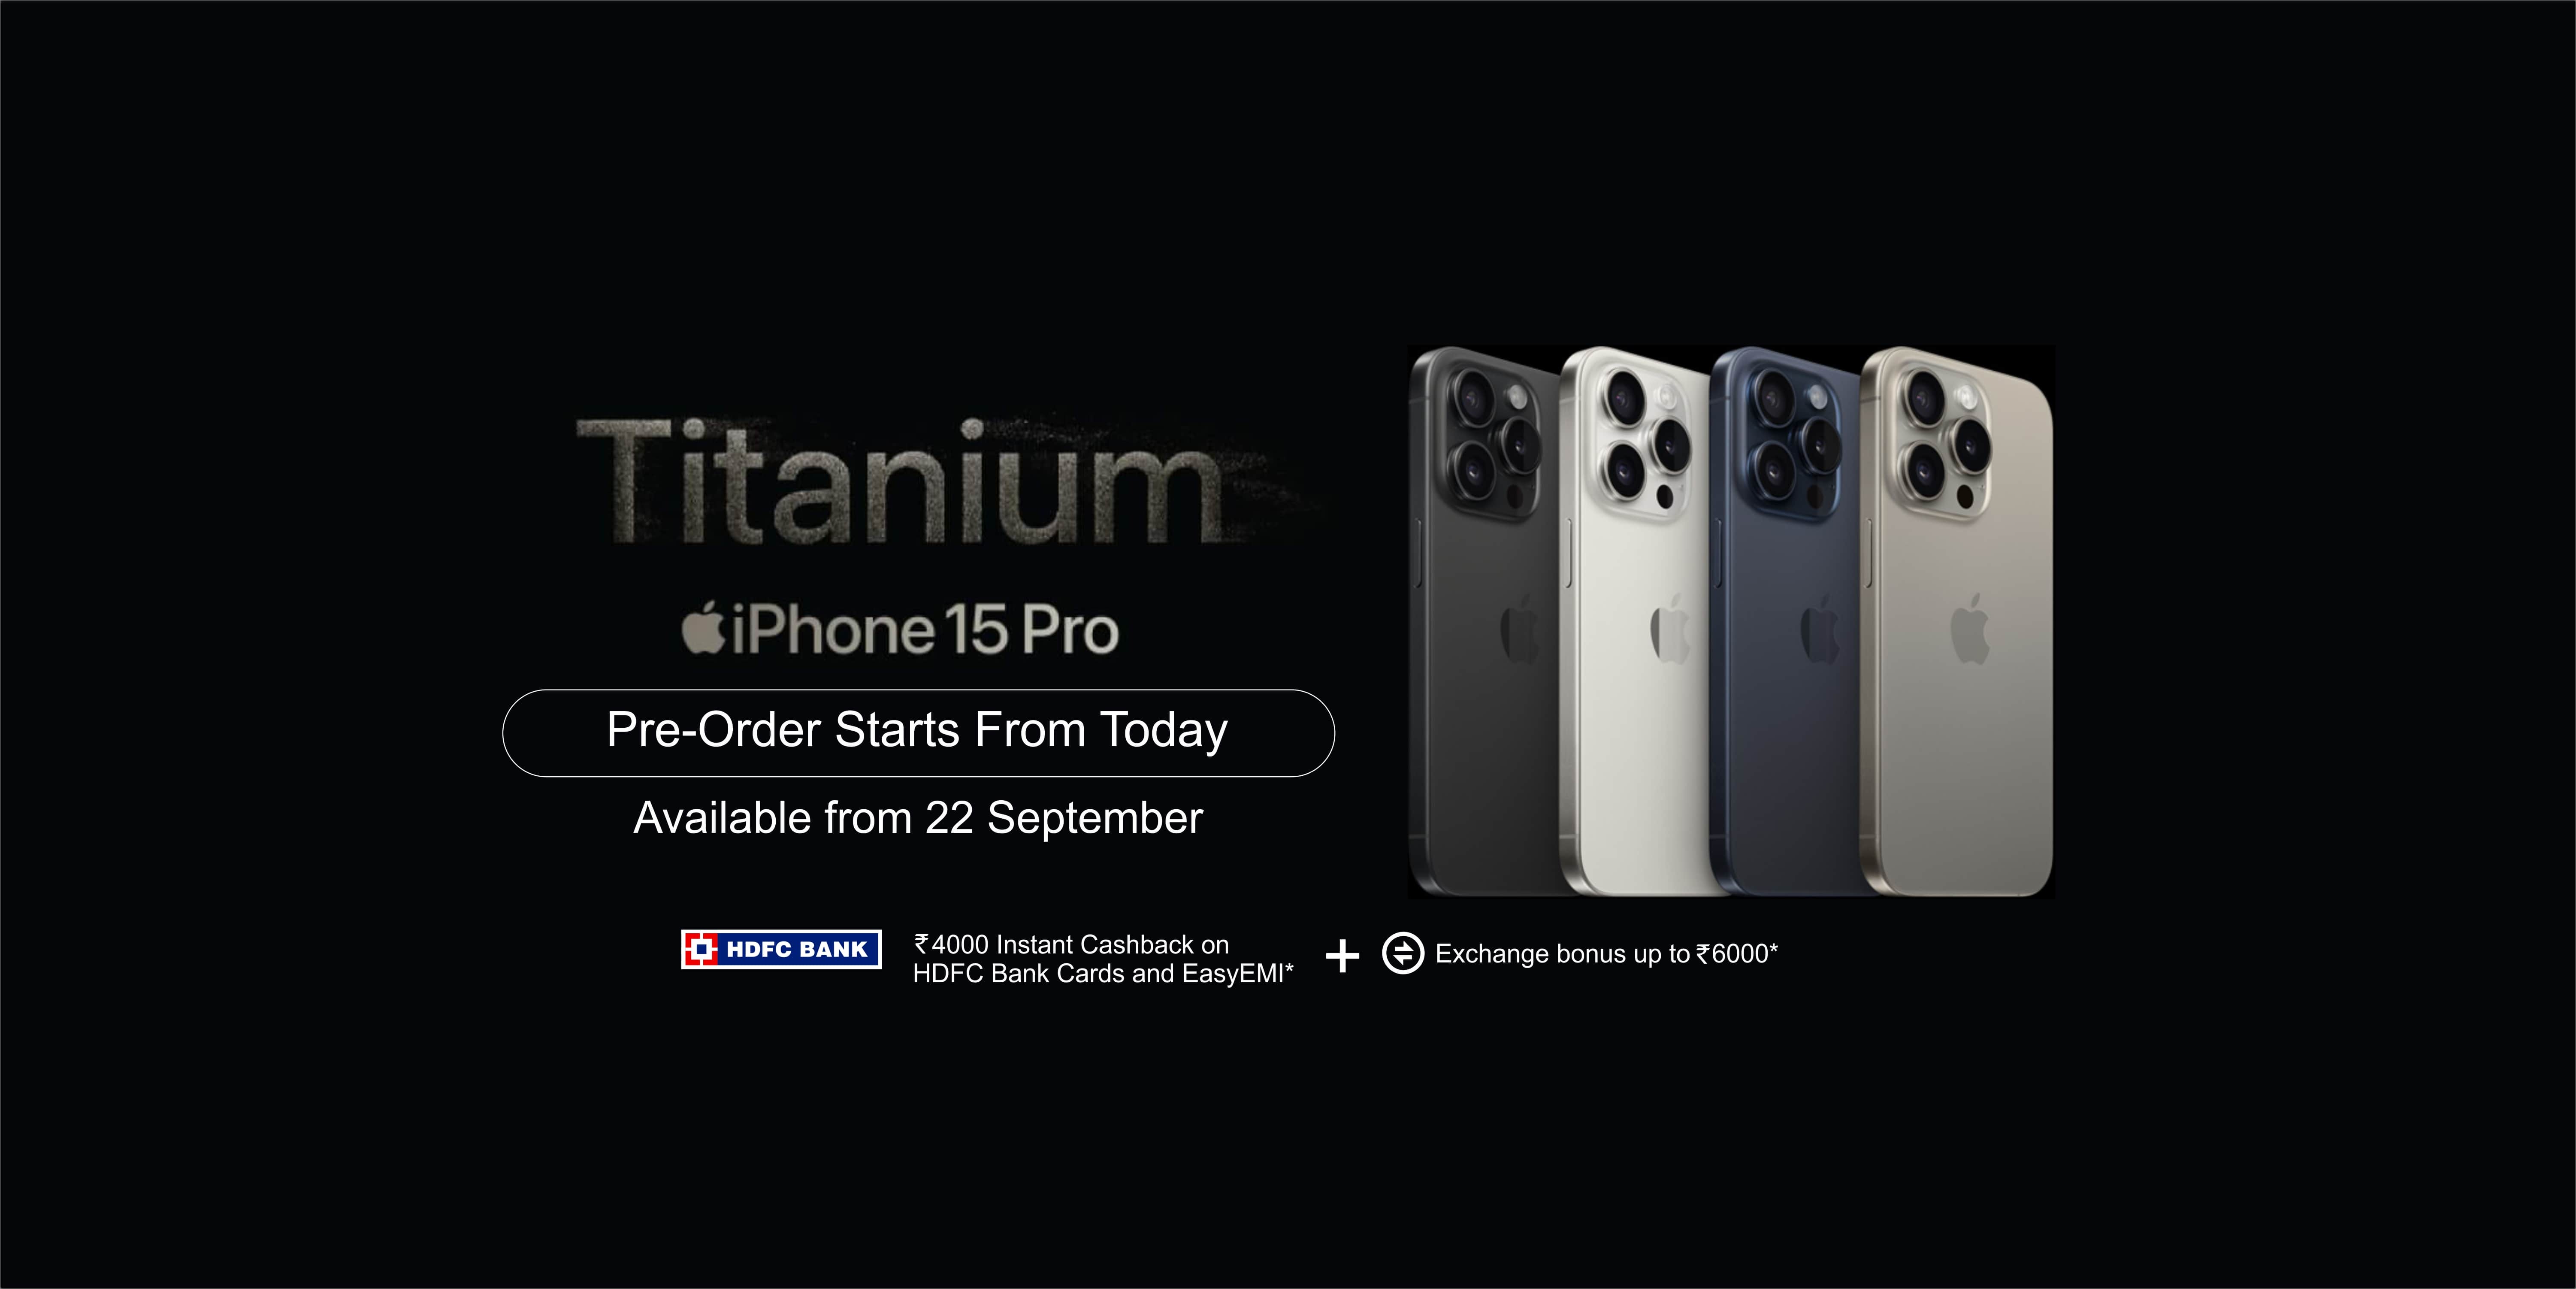 Titanium
iPhone 15 Pro
Pre-Order Starts From Today
Available from 22 September
HDFC BANK
₹4000 Instant Cashback on
HDFC Bank Cards and EasyEMI*
+
Exchange bonus up to ₹6000*